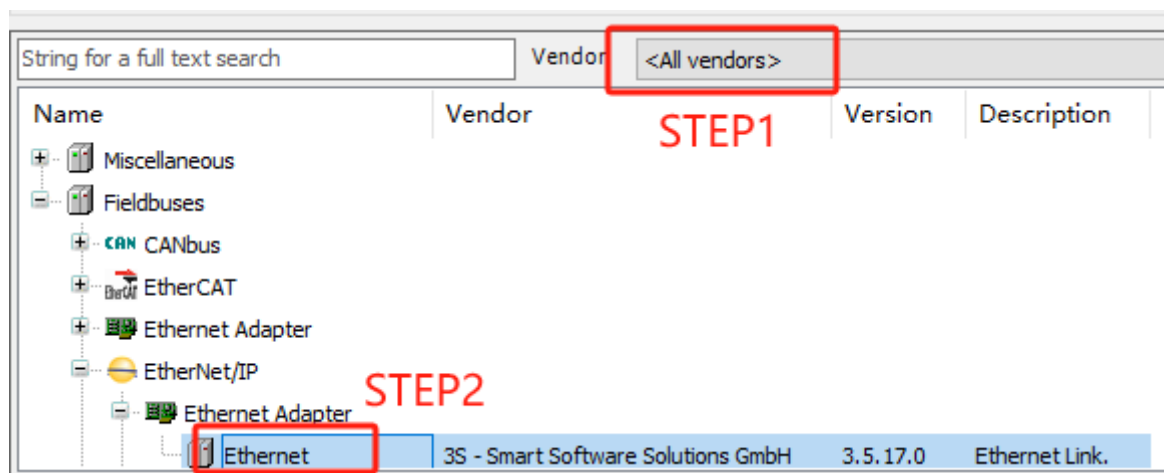 String for a full text search Vendor <All vendors>
Name Vendor STEP1 Version Description
Miscellaneous
Fieldbuses
CAN CANbus
EtherCAT
Ethernet Adapter
EtherNet/IP
STEP2
Ethernet Adapter
Ethernet 3S - Smart Software Solutions GmbH 3.5.17.0 Ethernet Link.